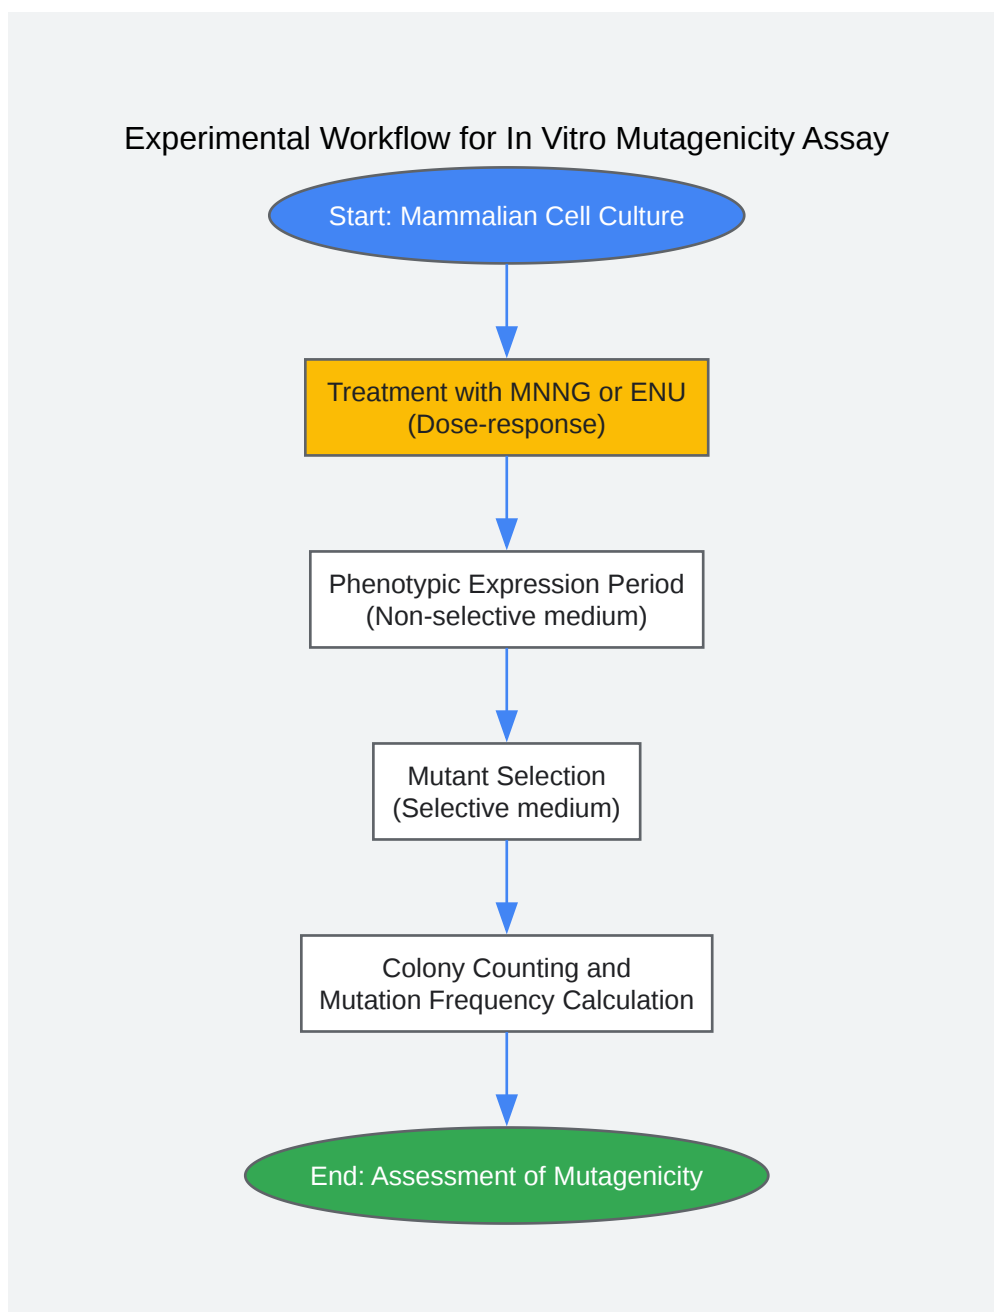 Experimental Workflow for In Vitro Mutagenicity Assay
Start: Mammalian Cell Culture
Treatment with MNNG or ENU
(Dose-response)
Phenotypic Expression Period
(Non-selective medium)
Mutant Selection
(Selective medium)
Colony Counting and
Mutation Frequency Calculation
End: Assessment of Mutagenicity